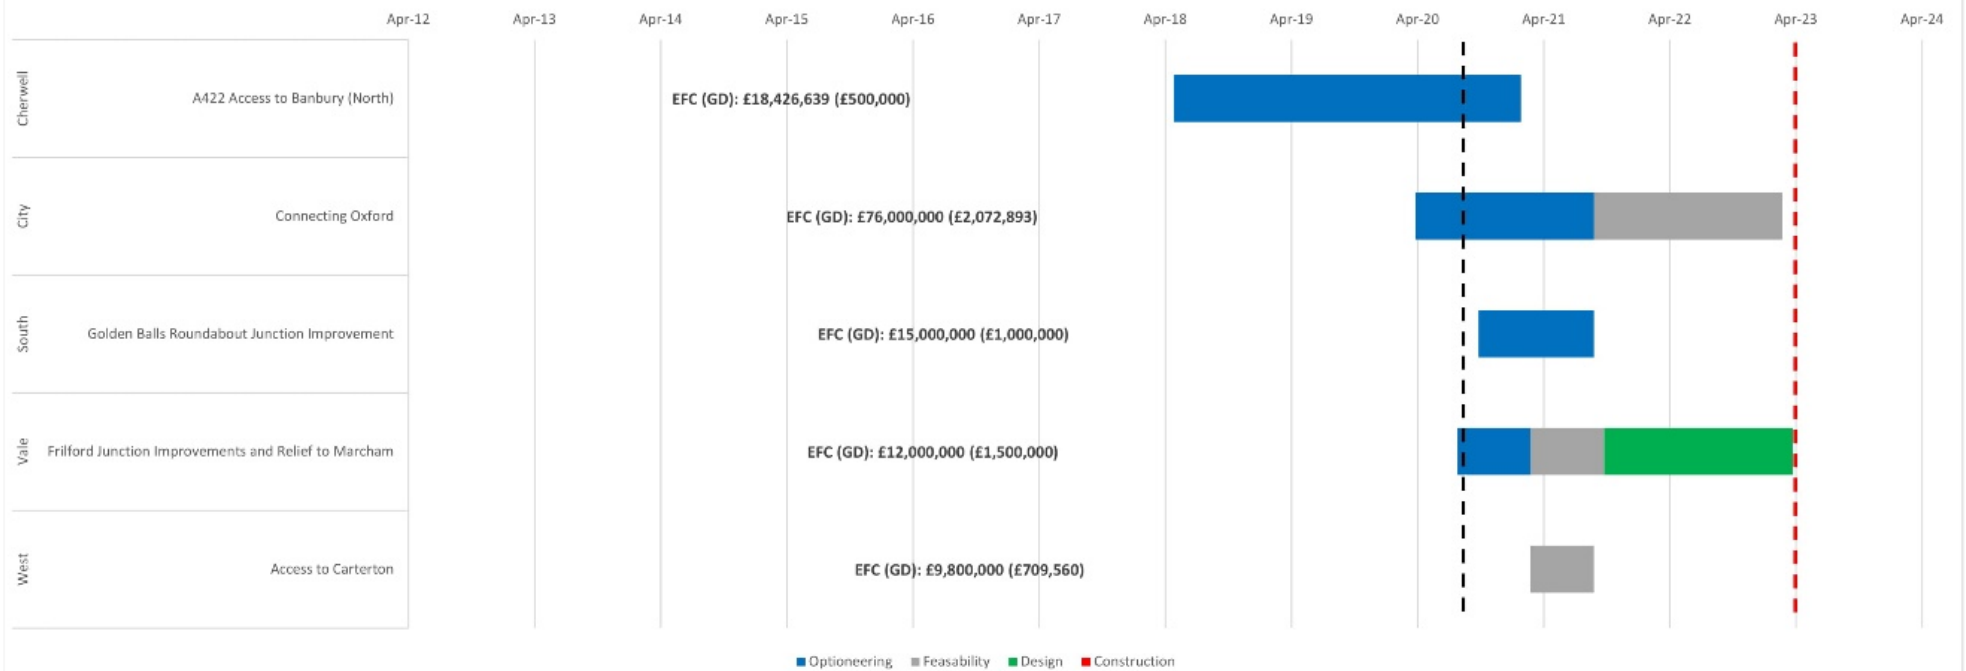 Apr-12 Apr-13 Apr-14 Apr-15 Apr-16 Apr-17 Apr-18 Apr-19 Apr-20 Apr-21 Apr-22 Apr-23 Apr-24
Cherwell A422 Access to Banbury (North) EFC (GD): £18,426,639 (£500,000)
City Connecting Oxford EFC (GD): £76,000,000 (£2,072,893)
South Golden Balls Roundabout Junction Improvement EFC (GD): £15,000,000 (£1,000,000)
Vale Frilford Junction Improvements and Relief to Marcham EFC (GD): £12,000,000 (£1,500,000)
West Access to Carterton EFC (GD): £9,800,000 (£709,560)
Optioneering Feasability Design Construction